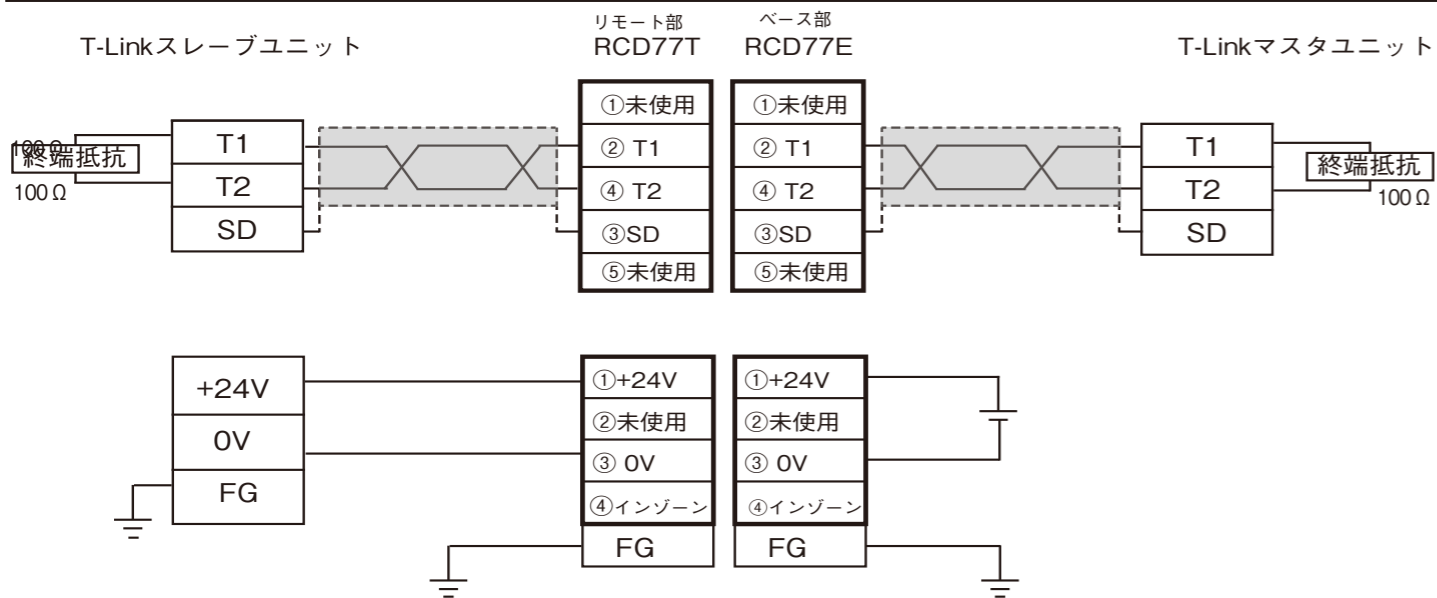 リモート部
ベース部
T-Linkスレーブユニット
RCD77T
RCD77E
T-Linkマスタユニット
T1
T2
SD
100Ω
終端抵抗
100Ω
①未使用
② T1
④ T2
③SD
⑤未使用
①未使用
② T1
④ T2
③SD
⑤未使用
T1
T2
SD
終端抵抗
100Ω
+24V
0V
FG
①+24V
②未使用
③ 0V
④インゾーン
FG
①+24V
②未使用
③ 0V
④インゾーン
FG